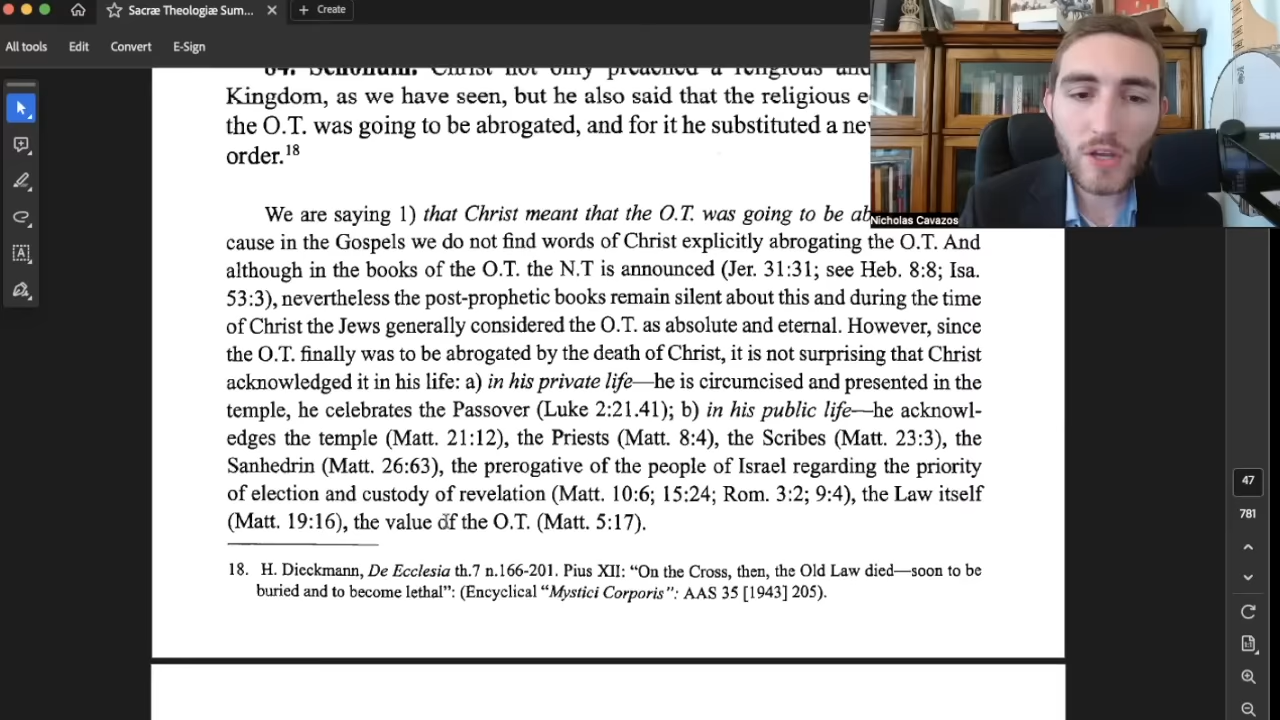 Sacræ Theologiæ Sum...
Create
All tools
Edit
Convert
E-Sign
64. Scholium. Christ not only preached a religious and
Kingdom, as we have seen, but he also said that the religious e
the O.T. was going to be abrogated, and for it he substituted a ne
order.18
We are saying 1) that Christ meant that the O.T. was going to be ab
cause in the Gospels we do not find words of Christ explicitly abrogating the O.T. And
although in the books of the O.T. the N.T is announced (Jer. 31:31; see Heb. 8:8; Isa.
53:3), nevertheless the post-prophetic books remain silent about this and during the time
of Christ the Jews generally considered the O.T. as absolute and eternal. However, since
the O.T. finally was to be abrogated by the death of Christ, it is not surprising that Christ
acknowledged it in his life: a) in his private life—he is circumcised and presented in the
temple, he celebrates the Passover (Luke 2:21.41); b) in his public life—he acknowl-
edges the temple (Matt. 21:12), the Priests (Matt. 8:4), the Scribes (Matt. 23:3), the
Sanhedrin (Matt. 26:63), the prerogative of the people of Israel regarding the priority
of election and custody of revelation (Matt. 10:6; 15:24; Rom. 3:2; 9:4), the Law itself
(Matt. 19:16), the value of the O.T. (Matt. 5:17).
18. H. Dieckmann, De Ecclesia th.7 n.166-201. Pius XII: “On the Cross, then, the Old Law died—soon to be
buried and to become lethal”: (Encyclical “Mystici Corporis”: AAS 35 [1943] 205).
Nicholas Cavazos
SH
47
781